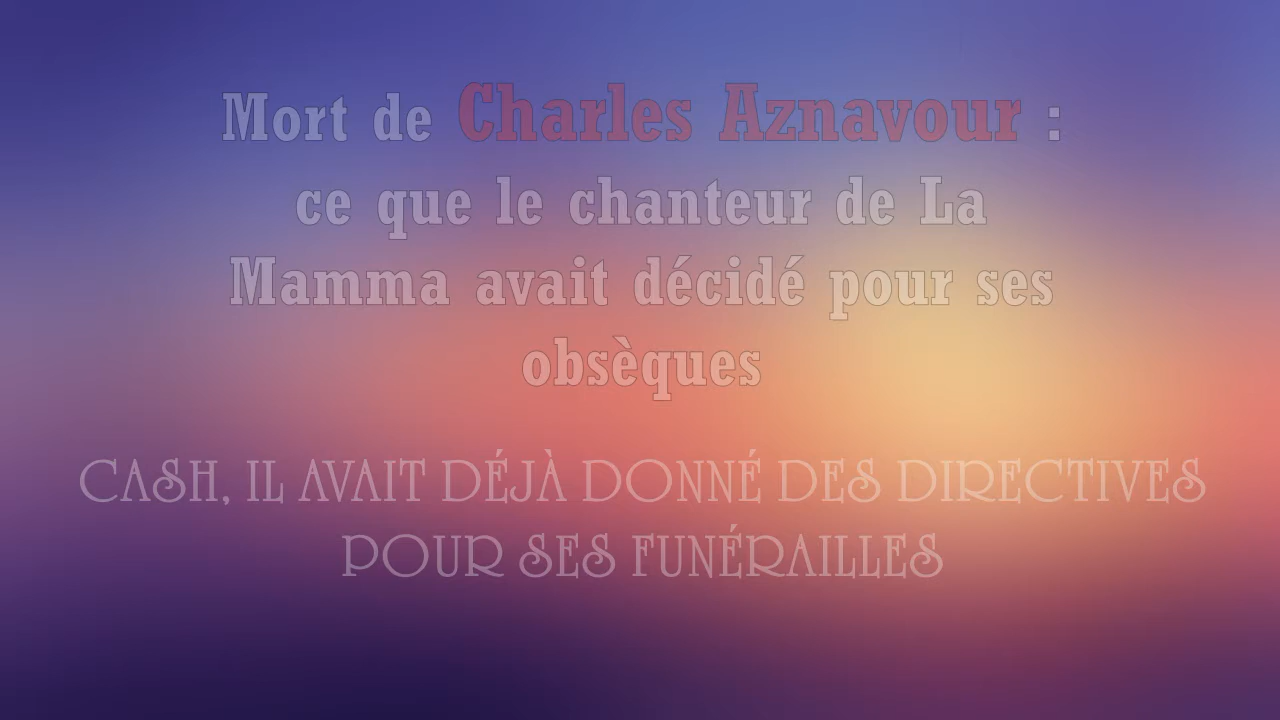 Mort de Charles Aznavour :
ce que le chanteur de La
Mamma avait décidé pour ses
obsèques
CASH, IL AVAIT DÉJÀ DONNÉ DES DIRECTIVES
POUR SES FUNÉRAILLES